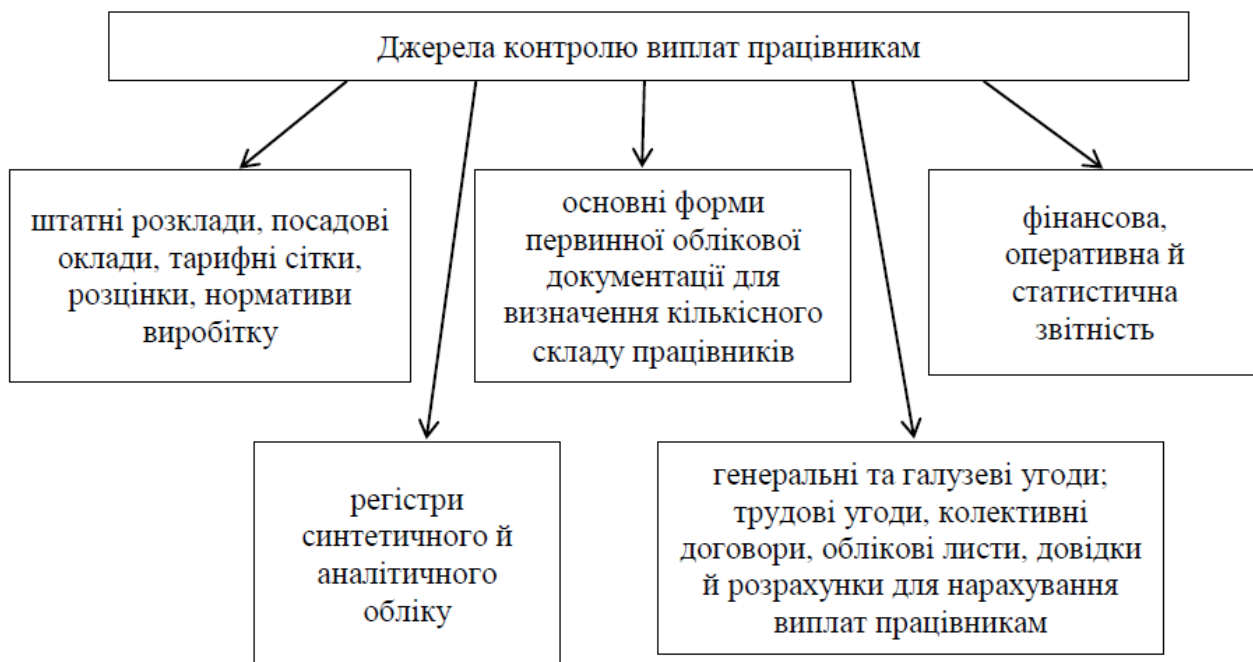 Джерела контролю виплат працівникам
штатні розклади, посадові
оклади, тарифні сітки,
розцінки, нормативи
виробітку
основні форми
первинної облікової
документації для
визначення кількісного
складу працівників
фінансова,
оперативна й
статистична
звітність
регістри
синтетичного й
аналітичного
обліку
генеральні та галузеві угоди;
трудові угоди, колективні
договори, облікові листи, довідки
й розрахунки для нарахування
виплат працівникам